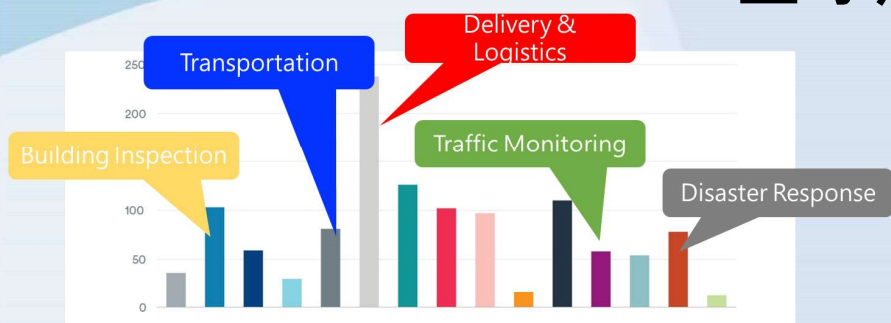 Delivery &
Logistics
Transportation
Building Inspection
Traffic Monitoring
Disaster Response
250
200
100
50
0